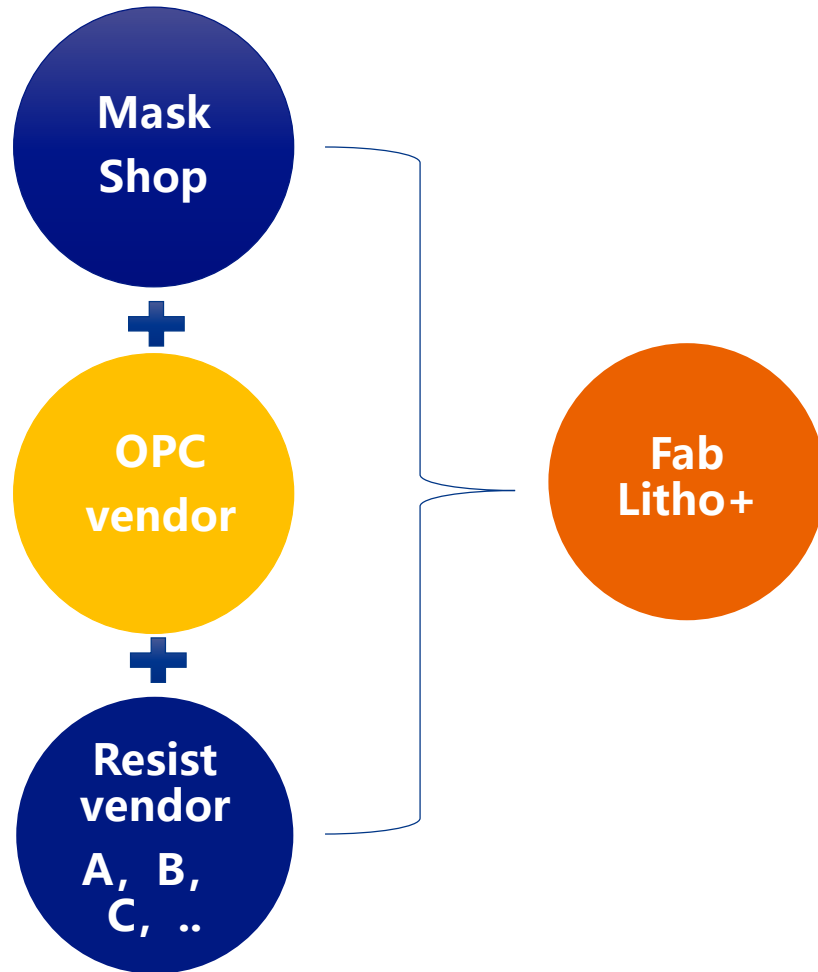 Mask
Shop
OPC
vendor
Resist
vendor
A, B,
C, ..
Fab
Litho+